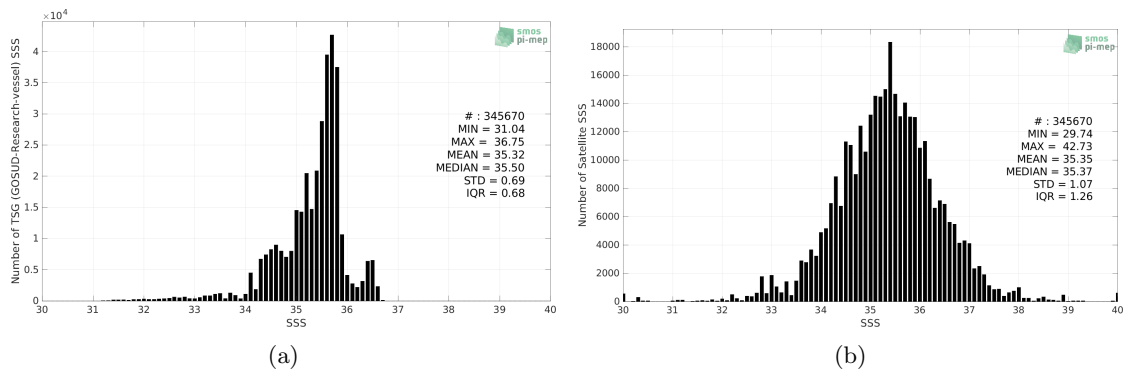 ×10⁴
smos
pi-mep
Number of TSG (GOSUD-Research-vessel) SSS
4
3.5
3
2.5
2
1.5
1
0.5
0
# : 345670
MIN = 31.04
MAX = 36.75
MEAN = 35.32
MEDIAN = 35.50
STD = 0.69
IQR = 0.68
30 31 32 33 34 35 36 37 38 39 40
SSS
(a)
smos
pi-mep
Number of Satellite SSS
18000
16000
14000
12000
10000
8000
6000
4000
2000
0
# : 345670
MIN = 29.74
MAX = 42.73
MEAN = 35.35
MEDIAN = 35.37
STD = 1.07
IQR = 1.26
30 31 32 33 34 35 36 37 38 39 40
SSS
(b)